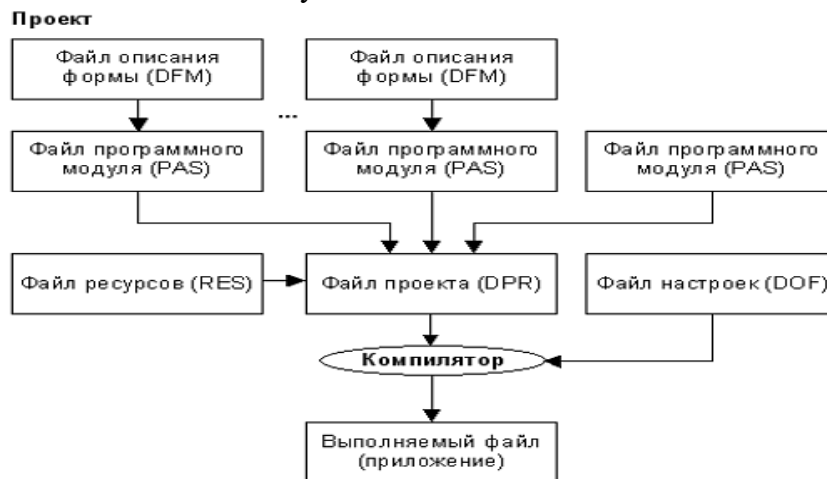 Проект
Файл описания
формы (DFM)
Файл описания
формы (DFM)
...
Файл программного
модуля (PAS)
Файл программного
модуля (PAS)
Файл программного
модуля (PAS)
Файл ресурсов (RES)
Файл проекта (DPR)
Файл настроек (DOF)
Компилятор
Выполняемый файл
(приложение)